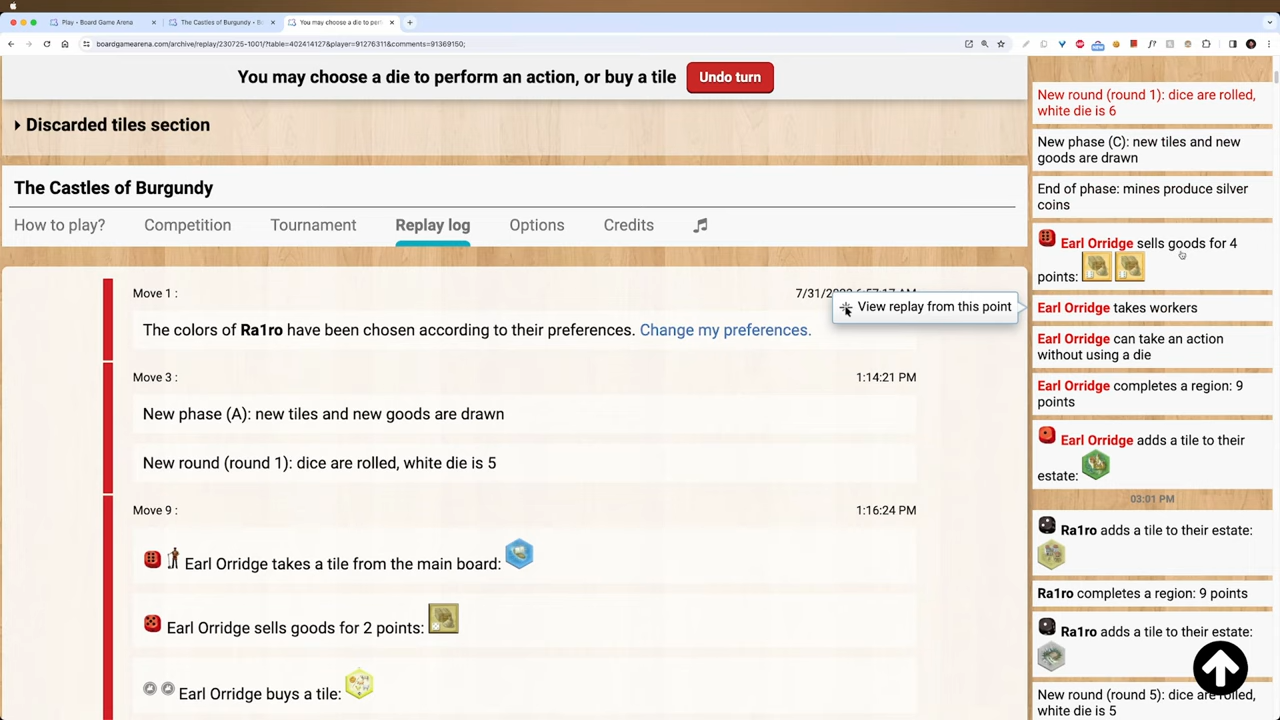 Play • Board Game Arena
The Castles of Burgundy • B
You may choose a die to per
boardgamearena.com/archive/replay/230725-1001/?table=402414127&player=91276311&comments=91369150;
You may choose a die to perform an action, or buy a tile
Undo turn
Discarded tiles section
The Castles of Burgundy
How to play?
Competition
Tournament
Replay log
Options
Credits
Move 1 :
7/31/
View replay from this point
The colors of Ra1ro have been chosen according to their preferences. Change my preferences.
Move 3 :
1:14:21 PM
New phase (A): new tiles and new goods are drawn
New round (round 1): dice are rolled, white die is 5
Move 9 :
1:16:24 PM
Earl Orridge takes a tile from the main board:
Earl Orridge sells goods for 2 points:
Earl Orridge buys a tile:
New round (round 1): dice are rolled,
white die is 6
New phase (C): new tiles and new
goods are drawn
End of phase: mines produce silver
coins
Earl Orridge sells goods for 4
points:
Earl Orridge takes workers
Earl Orridge can take an action
without using a die
Earl Orridge completes a region: 9
points
Earl Orridge adds a tile to their
estate:
03:01 PM
Ra1ro adds a tile to their estate:
Ra1ro completes a region: 9 points
Ra1ro adds a tile to their estate:
New round (round 5): dice are rolled,
white die is 5